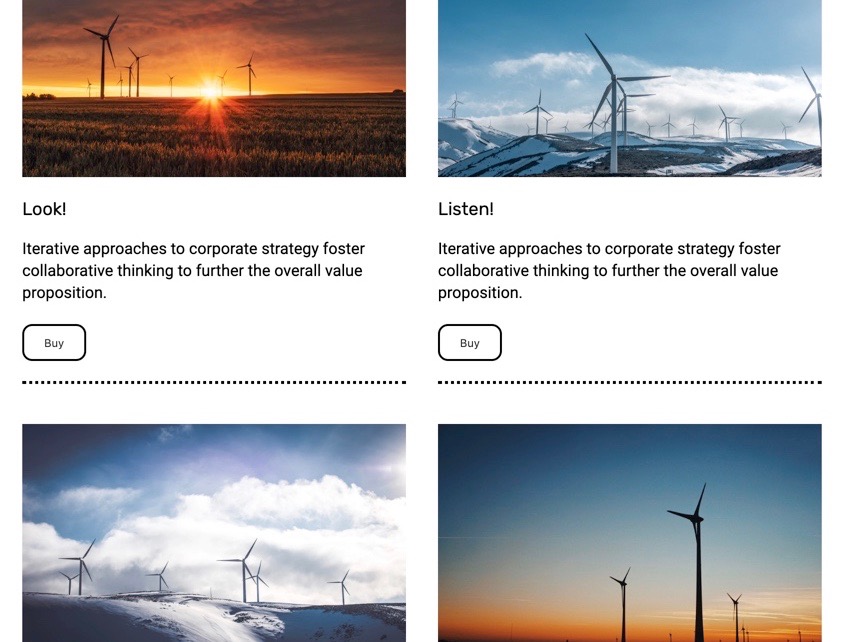 Look!
Iterative approaches to corporate strategy foster
collaborative thinking to further the overall value
proposition.
Buy
Listen!
Iterative approaches to corporate strategy foster
collaborative thinking to further the overall value
proposition.
Buy